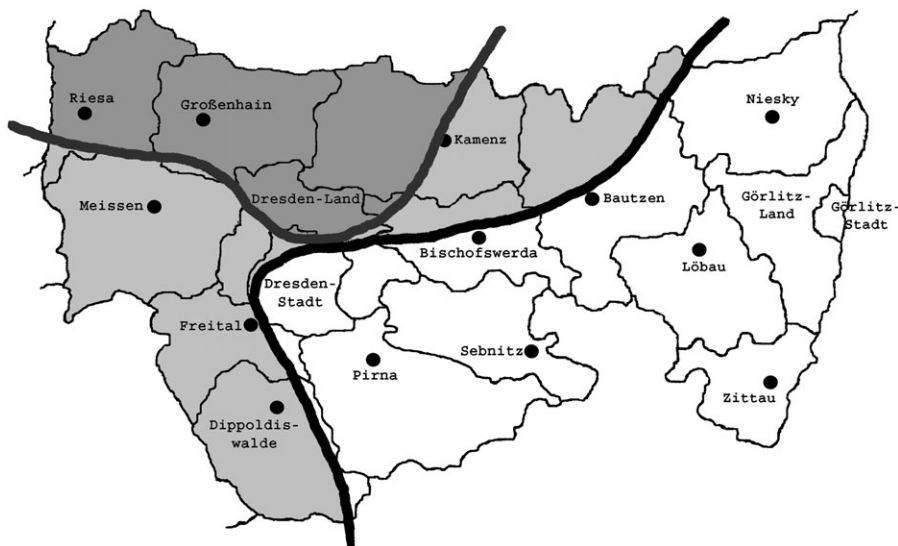 Riesa
Großenhain
Niesky
Kamenz
Meissen
Dresden-Land
Bautzen
Görlitz-
Land
Görlitz-
Stadt
Bischofswerda
Löbau
Dresden-
Stadt
Freital
Sebnitz
Pirna
Zittau
Dippoldis-
walde